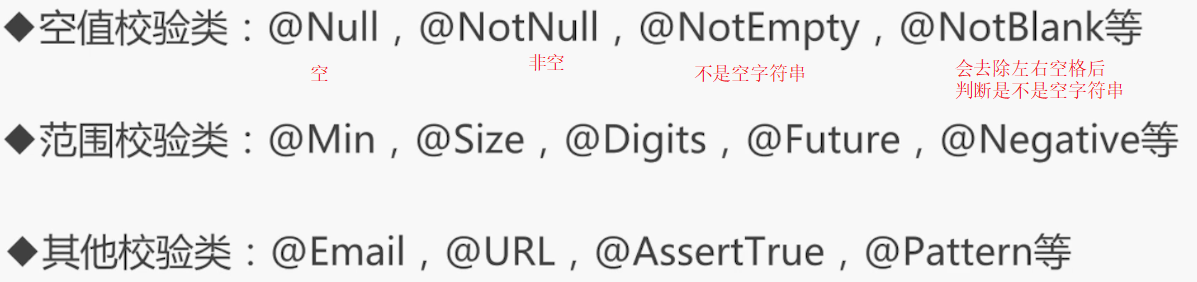 ◆空值校验类：@Null，@NotNull，@NotEmpty，@NotBlank等
空
非空
不是空字符串
会去除左右空格后
判断是不是空字符串
◆范围校验类：@Min，@Size，@Digits，@Future，@Negative等
◆其他校验类：@Email，@URL，@AssertTrue，@Pattern等